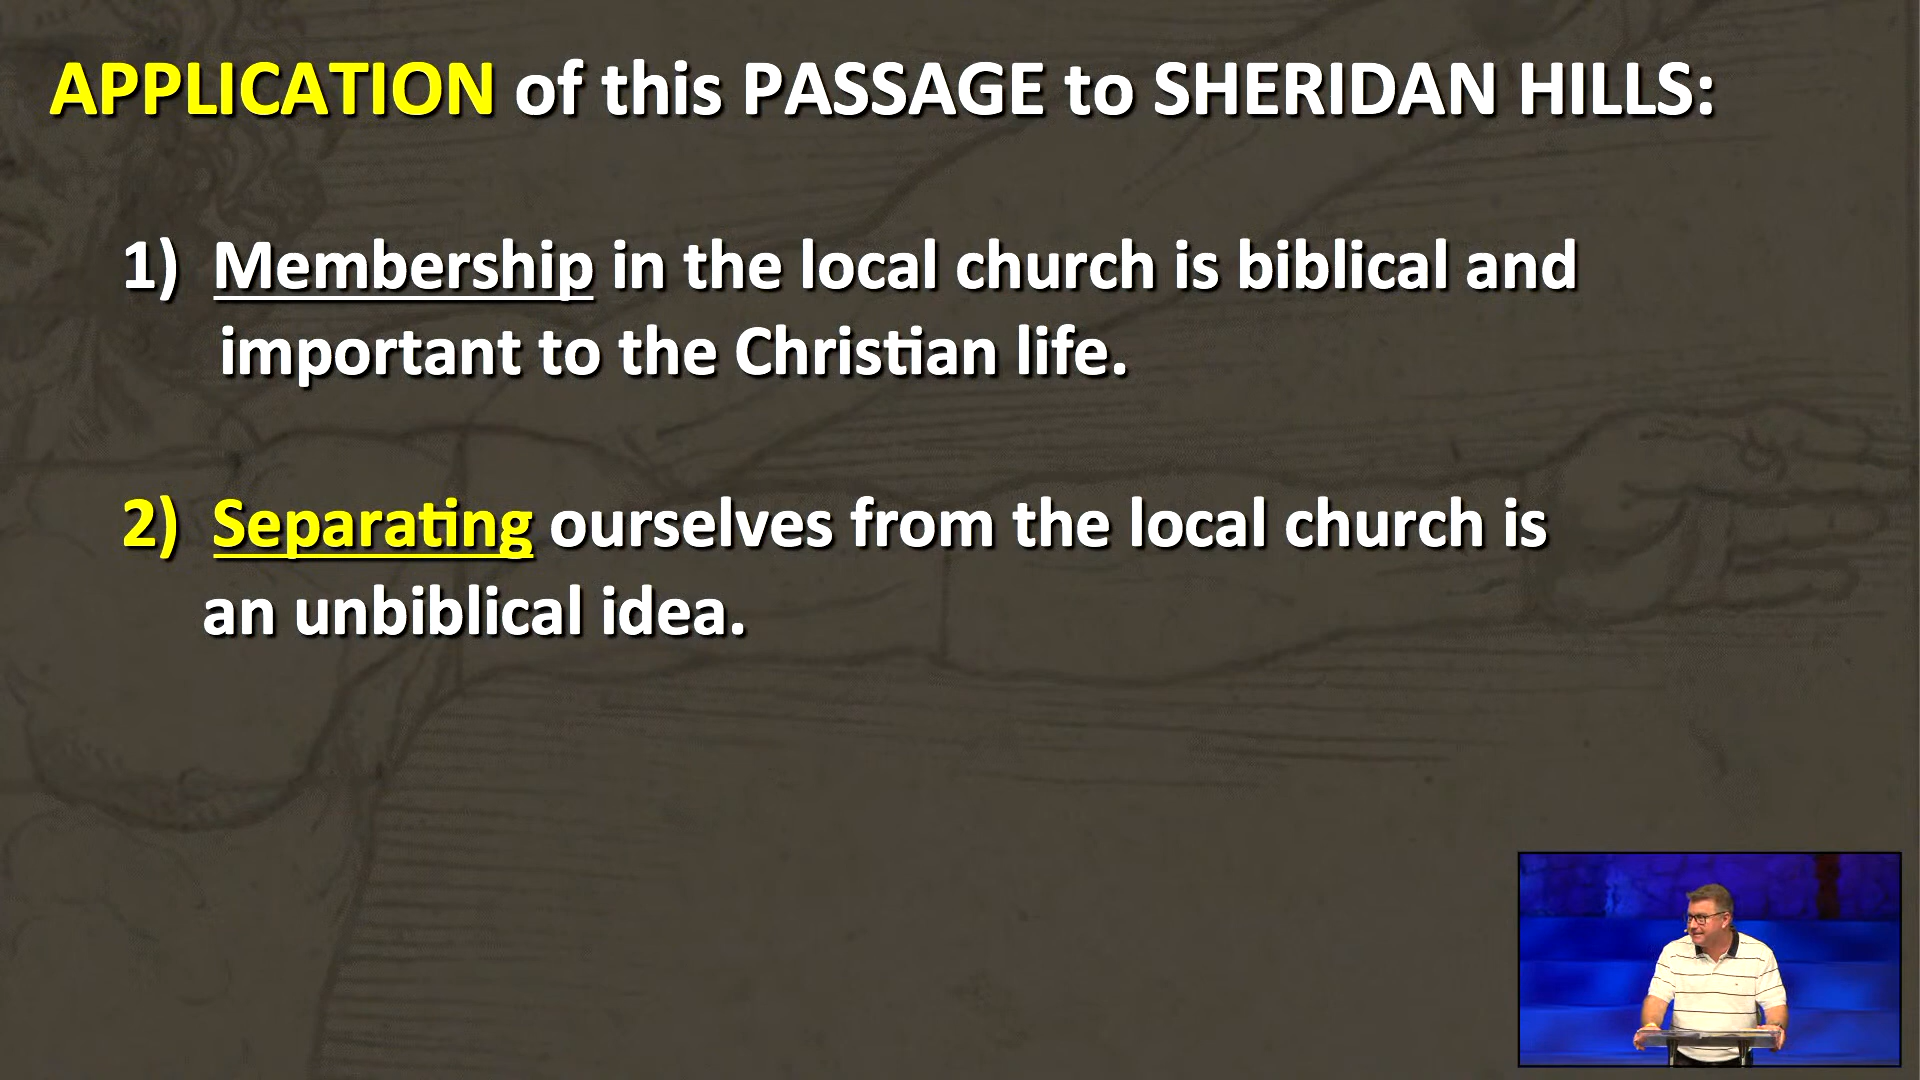 APPLICATION of this PASSAGE to SHERIDAN HILLS:
1) Membership in the local church is biblical and
important to the Christian life.
2) Separating ourselves from the local church is
an unbiblical idea.